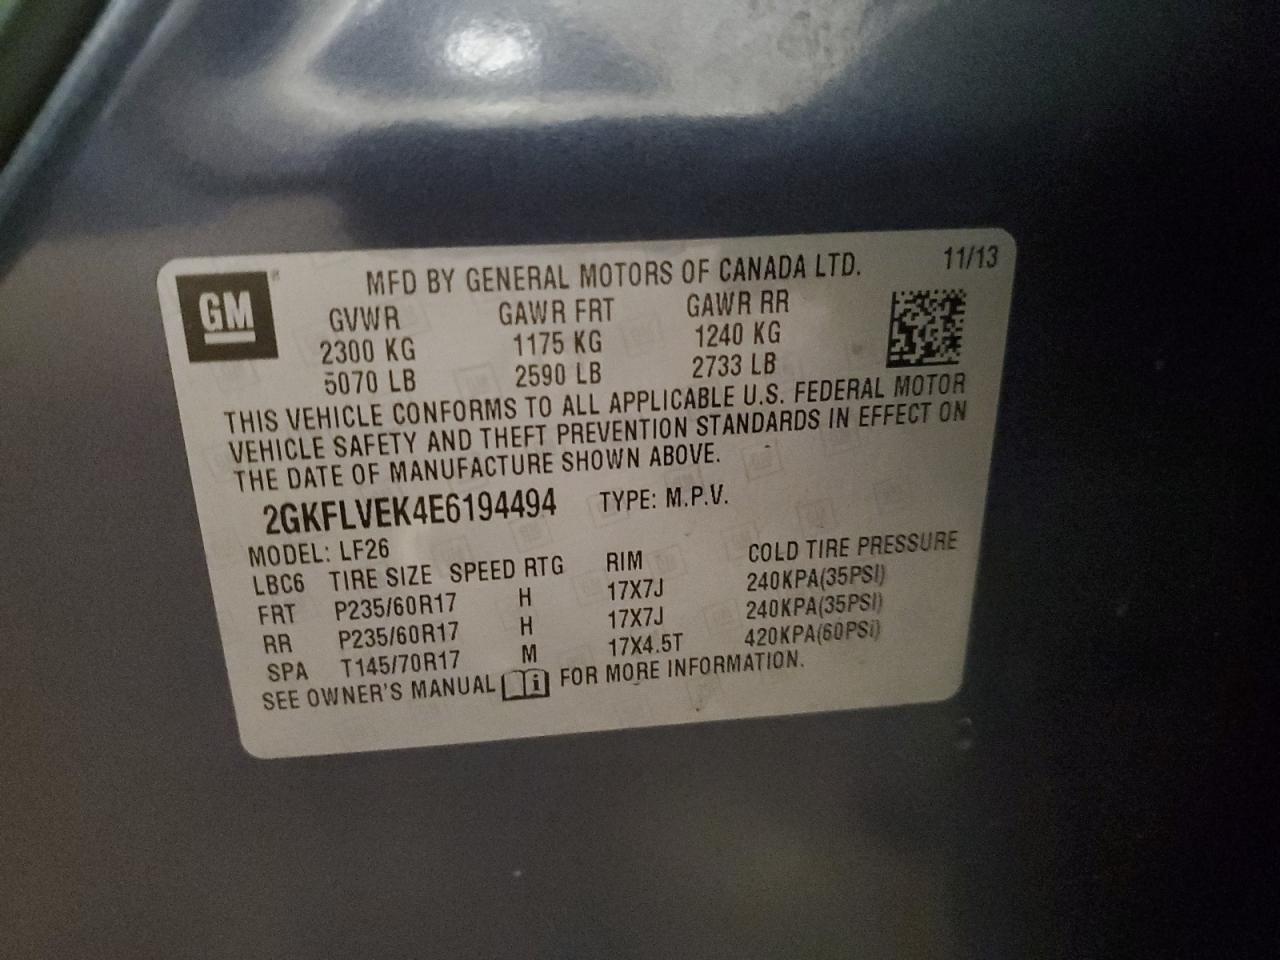 GM ®
MFD BY GENERAL MOTORS OF CANADA LTD. 11/13
GVWR GAWR FRT GAWR RR
2300 KG 1175 KG 1240 KG
5070 LB 2590 LB 2733 LB
THIS VEHICLE CONFORMS TO ALL APPLICABLE U.S. FEDERAL MOTOR
VEHICLE SAFETY AND THEFT PREVENTION STANDARDS IN EFFECT ON
THE DATE OF MANUFACTURE SHOWN ABOVE.
2GKFLVEK4E6194494 TYPE: M.P.V.
MODEL: LF26
LBC6 TIRE SIZE SPEED RTG RIM COLD TIRE PRESSURE
FRT P235/60R17 H 17X7J 240KPA(35PSI)
RR P235/60R17 H 17X7J 240KPA(35PSI)
SPA T145/70R17 M 17X4.5T 420KPA(60PSI)
SEE OWNER'S MANUAL i FOR MORE INFORMATION.